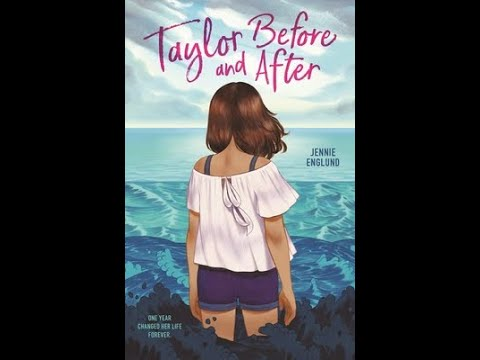 Taylor Before
and After
JENNIE
ENGLUND
ONE YEAR
CHANGED HER LIFE
FOREVER.